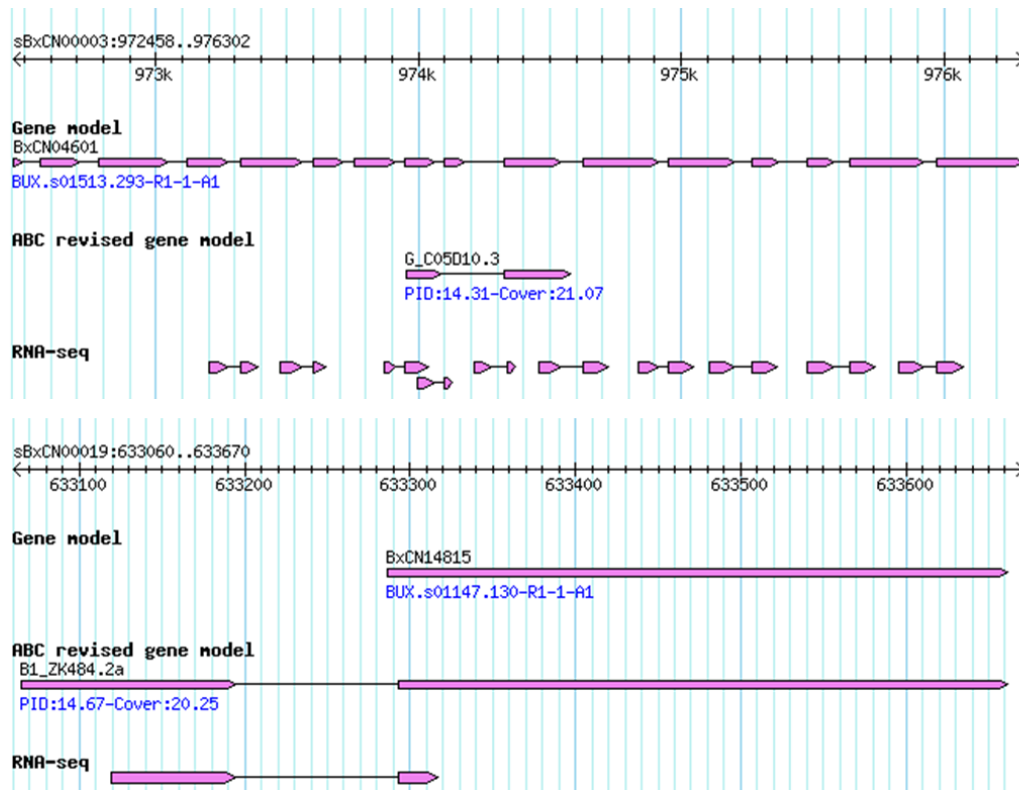 sBxCN00003:972458..976302
973k 974k 975k 976k
Gene model
BxCN04601
BUX.s01513.293-R1-1-A1
ABC revised gene model
G_C05D10.3
PID:14.31-Cover:21.07
RNA-seq
sBxCN00019:633060..633670
633100 633200 633300 633400 633500 633600
Gene model
BxCN14815
BUX.s01147.130-R1-1-A1
ABC revised gene model
B1_ZK484.2a
PID:14.67-Cover:20.25
RNA-seq